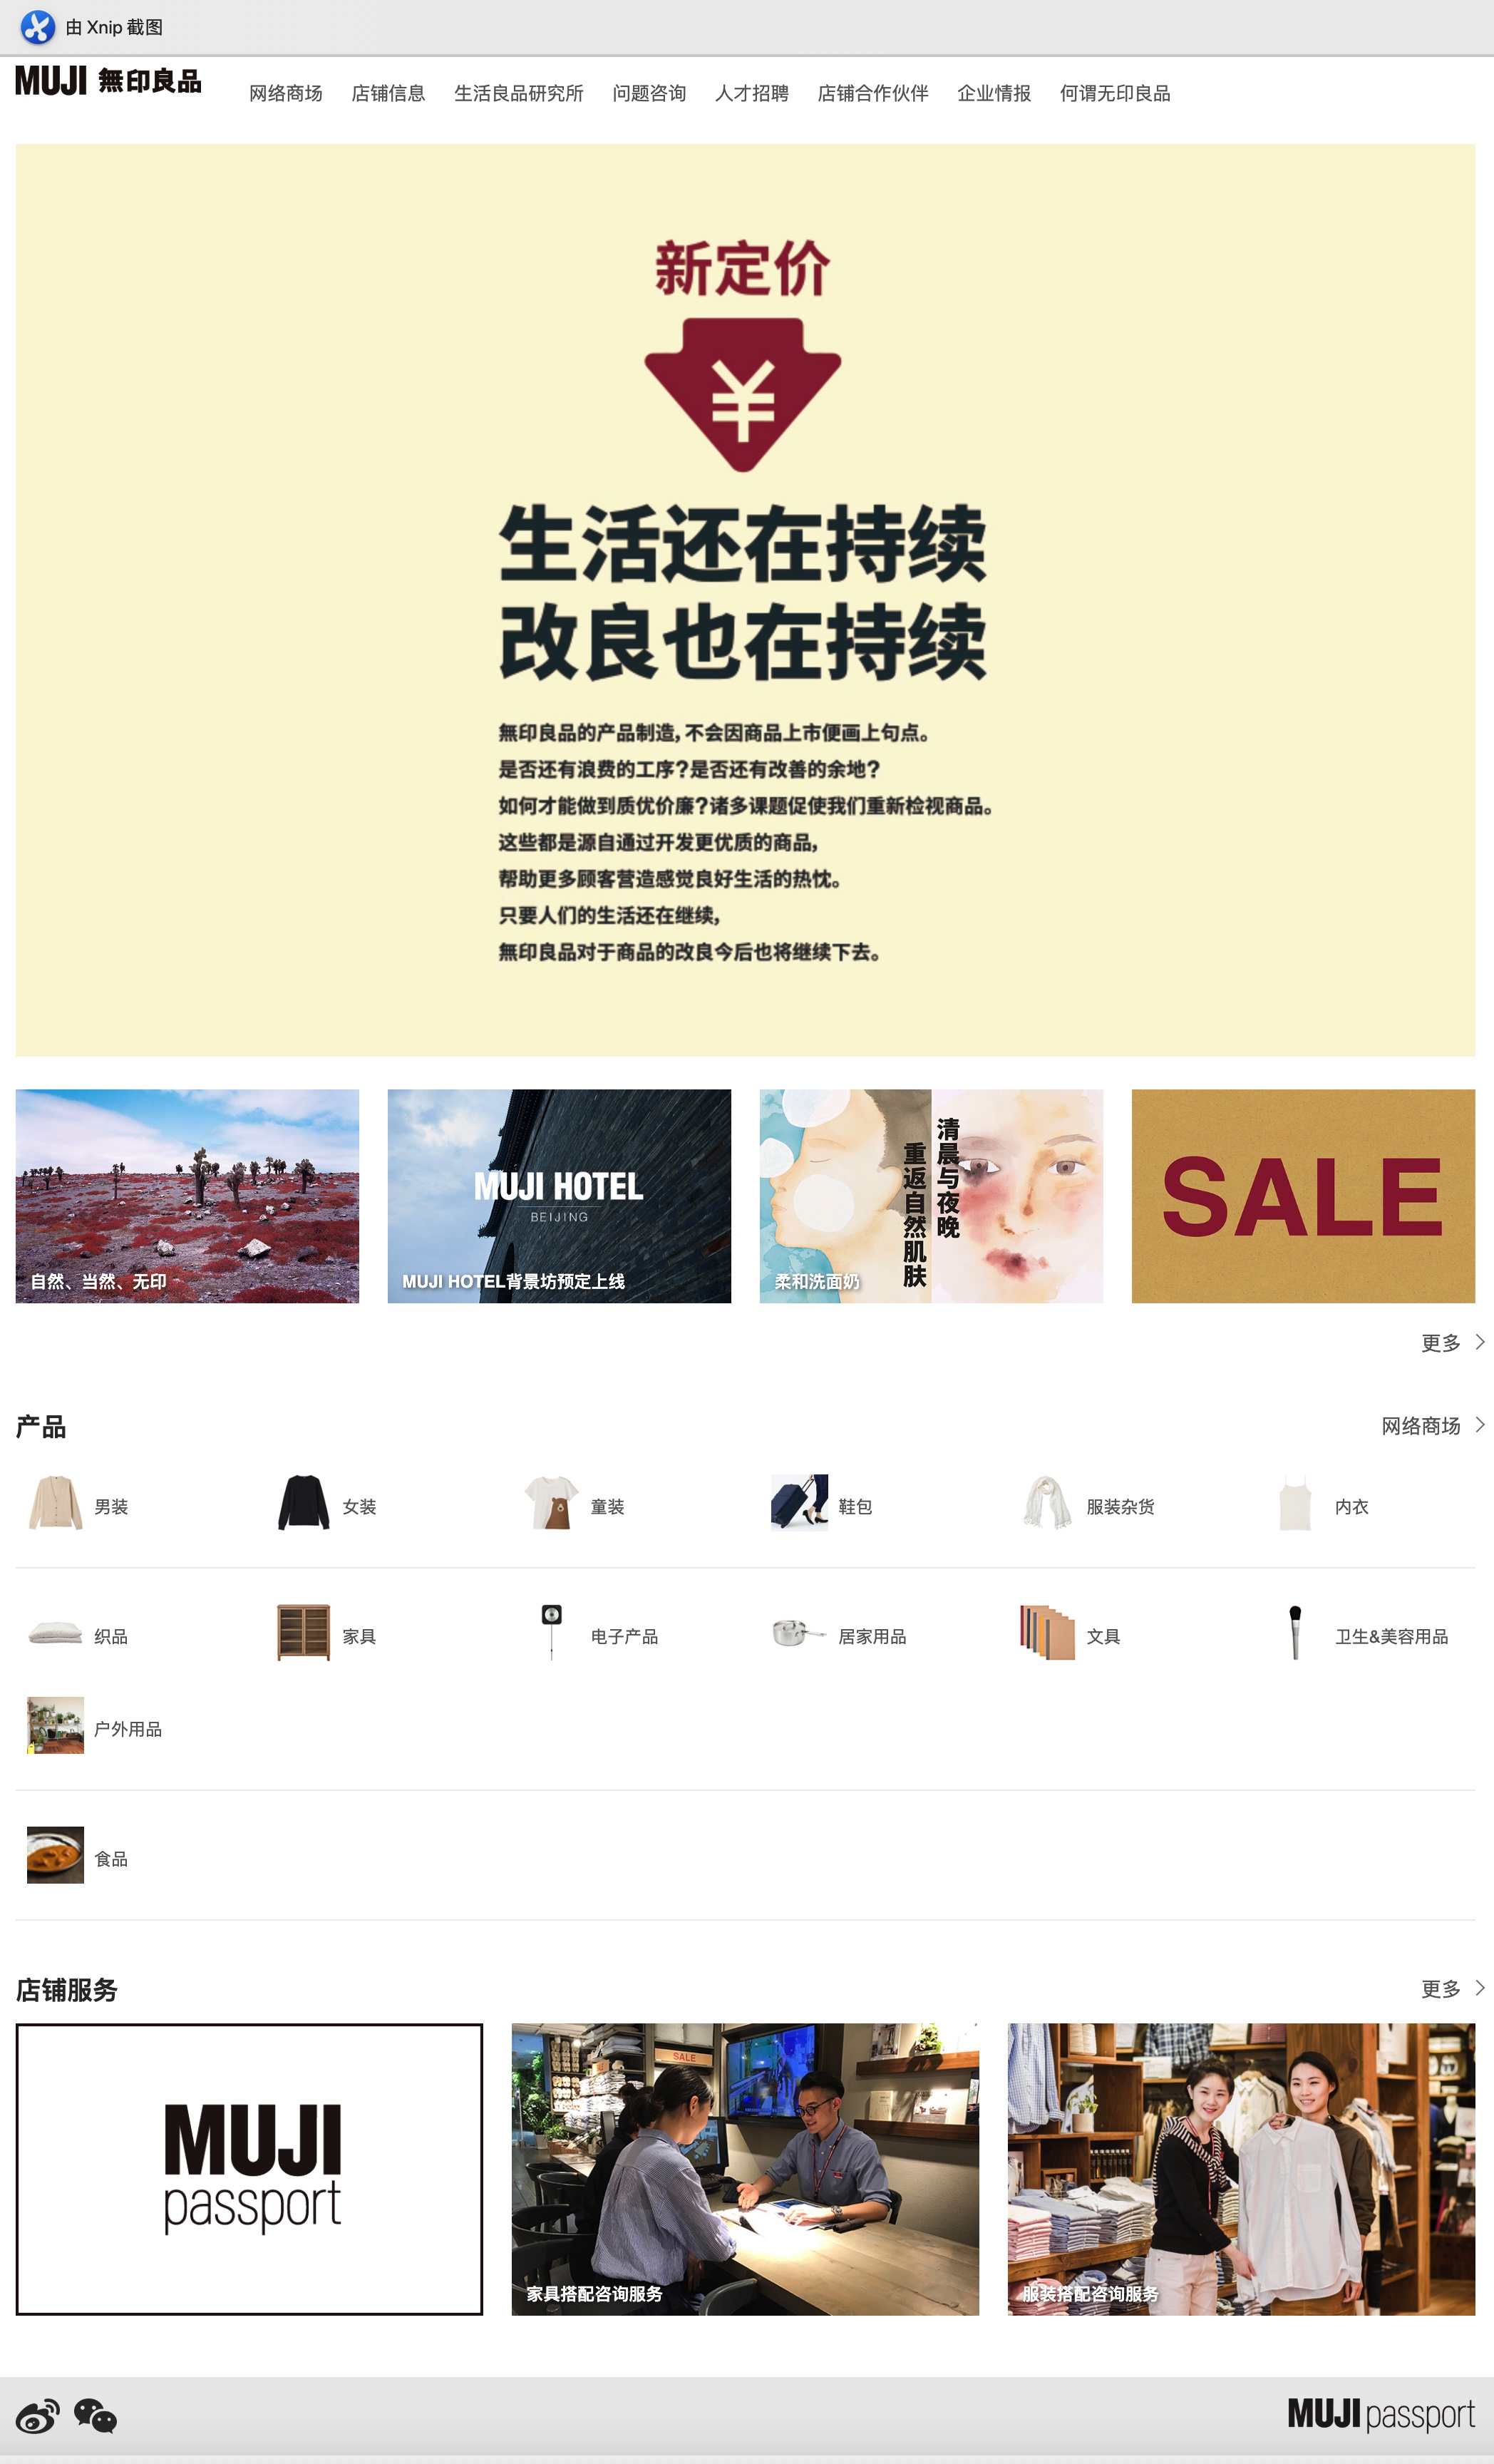 由 Xnip 截图
MUJI 無印良品
网络商场 店铺信息 生活良品研究所 问题咨询 人才招聘 店铺合作伙伴 企业情报 何谓无印良品
新定价
¥
生活还在持续
改良也在持续
無印良品的产品制造,不会因商品上市便画上句点。
是否还有浪费的工序?是否还有改善的余地?
如何才能做到质优价廉?诸多课题促使我们重新检视商品。
这些都是源自通过开发更优质的商品,
帮助更多顾客营造感觉良好生活的热忱。
只要人们的生活还在继续,
無印良品对于商品的改良今后也将继续下去。
自然、当然、无印
MUJI HOTEL
BEIJING
MUJI HOTEL背景坊预定上线
清晨与夜晚
重返自然肌肤
柔和洗面奶
SALE
更多
产品
网络商场
男装 女装 童装 鞋包 服装杂货 内衣
织品 家具 电子产品 居家用品 文具 卫生&美容用品
户外用品
食品
店铺服务
更多
MUJI
passport
SALE
家具搭配咨询服务
服装搭配咨询服务
MUJI passport